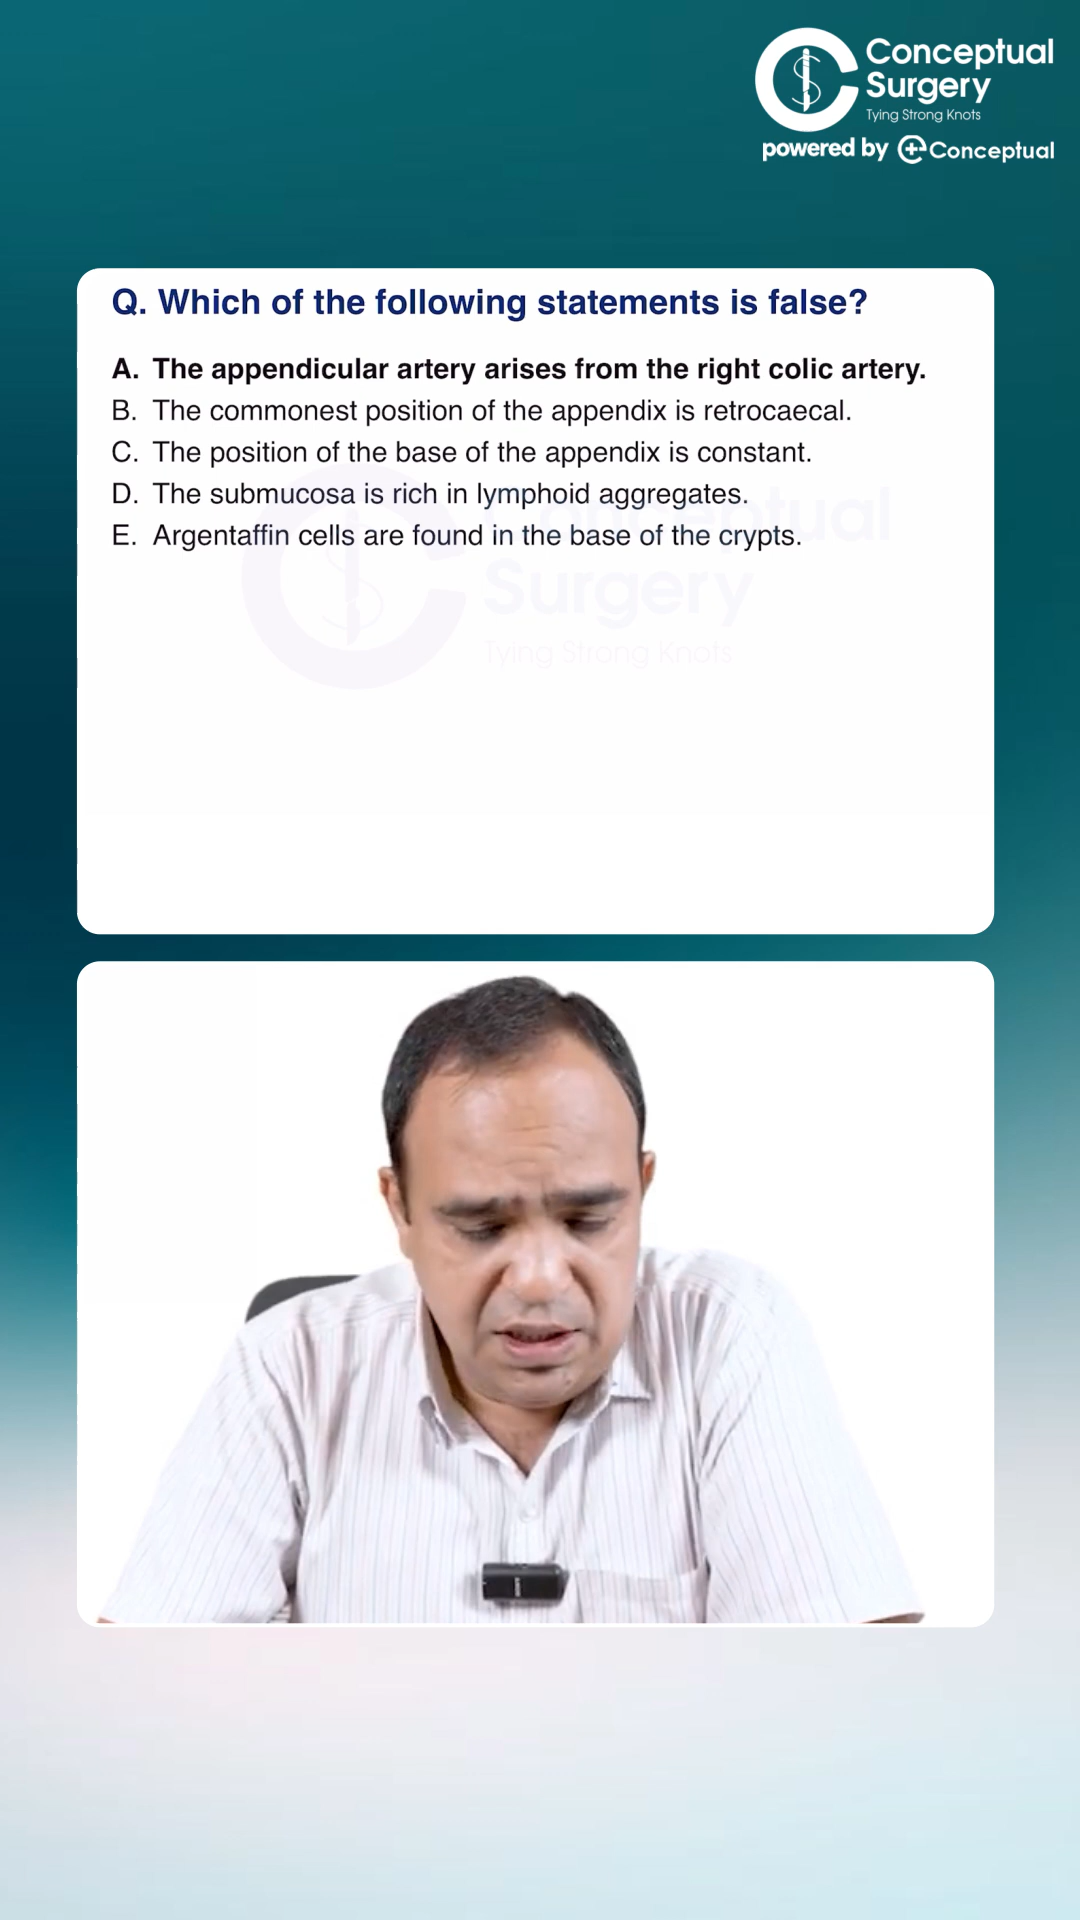 Conceptual
Surgery
Tying Strong Knots
powered by Conceptual
Q. Which of the following statements is false?
A. The appendicular artery arises from the right colic artery.
B. The commonest position of the appendix is retrocaecal.
C. The position of the base of the appendix is constant.
D. The submucosa is rich in lymphoid aggregates.
E. Argentaffin cells are found in the base of the crypts.
Conceptual
Surgery
Tying Strong Knots